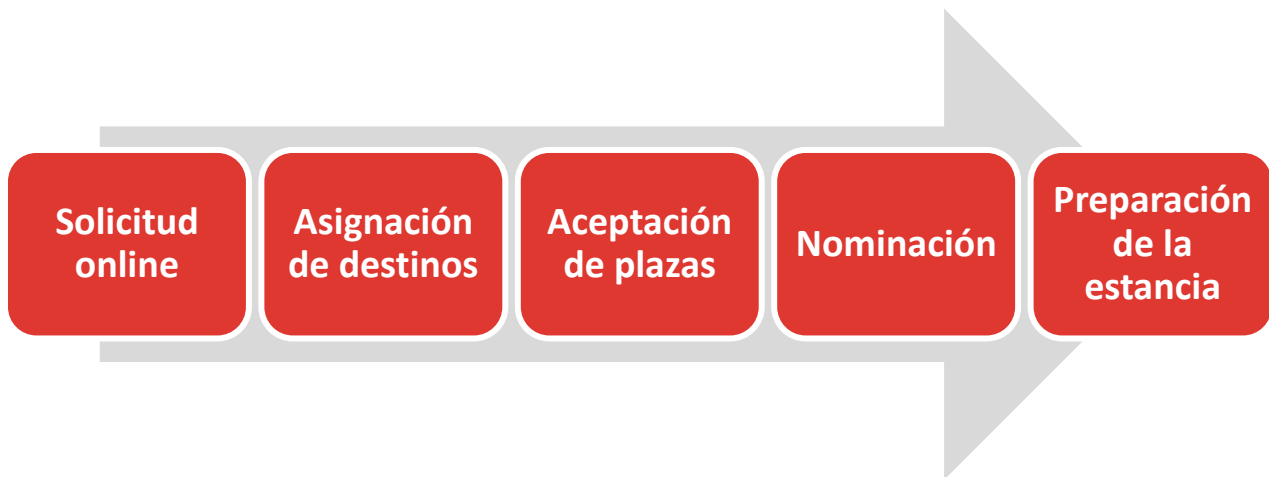 Solicitud
online
Asignación
de destinos
Aceptación
de plazas
Nominación
Preparación
de la
estancia